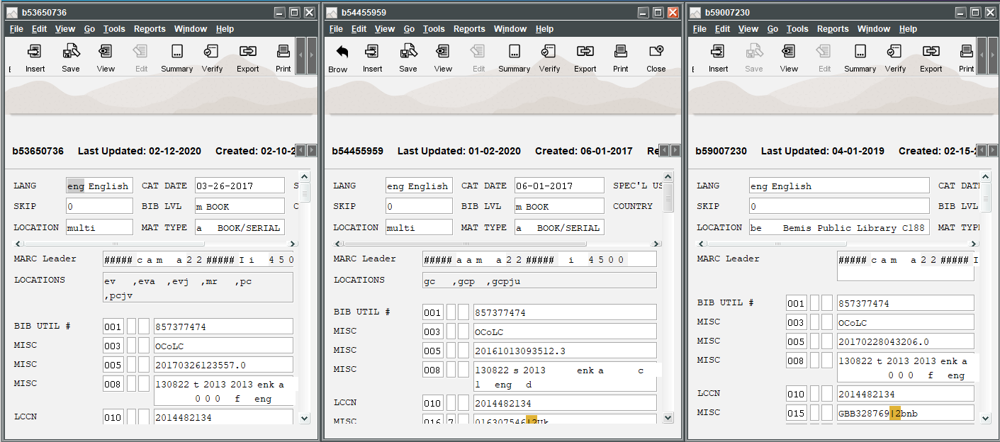 b53650736
File Edit View Go Tools Reports Window Help
Insert Save View Edit Summary Verify Export Print
b53650736 Last Updated: 02-12-2020 Created: 02-10-2
LANG eng English CAT DATE 03-26-2017 S
SKIP 0 BIB LVL m BOOK C
LOCATION multi MAT TYPE a BOOK/SERIAL
MARC Leader ##### c a m a 2 2 ##### I i 4 5 0
LOCATIONS ev ,eva ,evj ,mr ,pc
,pcjv
BIB UTIL # 001 857377474
MISC 003 OCoLC
MISC 005 20170326123557.0
MISC 008 130822 t 2013 2013 enk a
0 0 0 f eng
LCCN 010 2014482134
b54455959
File Edit View Go Tools Reports Window Help
Brow Insert Save View Edit Summary Verify Export Print Close
b54455959 Last Updated: 01-02-2020 Created: 06-01-2017 Re
LANG eng English CAT DATE 06-01-2017 SPEC'L US
SKIP 0 BIB LVL m BOOK COUNTRY
LOCATION multi MAT TYPE a BOOK/SERIAL
MARC Leader ##### a a m a 2 2 ##### i 4 5 0 0
LOCATIONS gc ,gcp ,gcpju
BIB UTIL # 001 857377474
MISC 003 OCoLC
MISC 005 20161013093512.3
MISC 008 130822 s 2013 enk a c
l eng d
LCCN 010 2014482134
MISC 016 7 016307546|2Uk
b59007230
File Edit View Go Tools Reports Window Help
Insert Save View Edit Summary Verify Export Print
b59007230 Last Updated: 04-01-2019 Created: 02-15-2
LANG eng English CAT DATE
SKIP 0 BIB LVL
LOCATION be Bemis Public Library C188 MAT TYPE
MARC Leader ##### c a m a 2 2 ##### I
BIB UTIL # 001 857377474
MISC 003 OCoLC
MISC 005 20170228043206.0
MISC 008 130822 t 2013 2013 enk a
0 0 0 f eng
LCCN 010 2014482134
MISC 015 GBB328769|2bnb